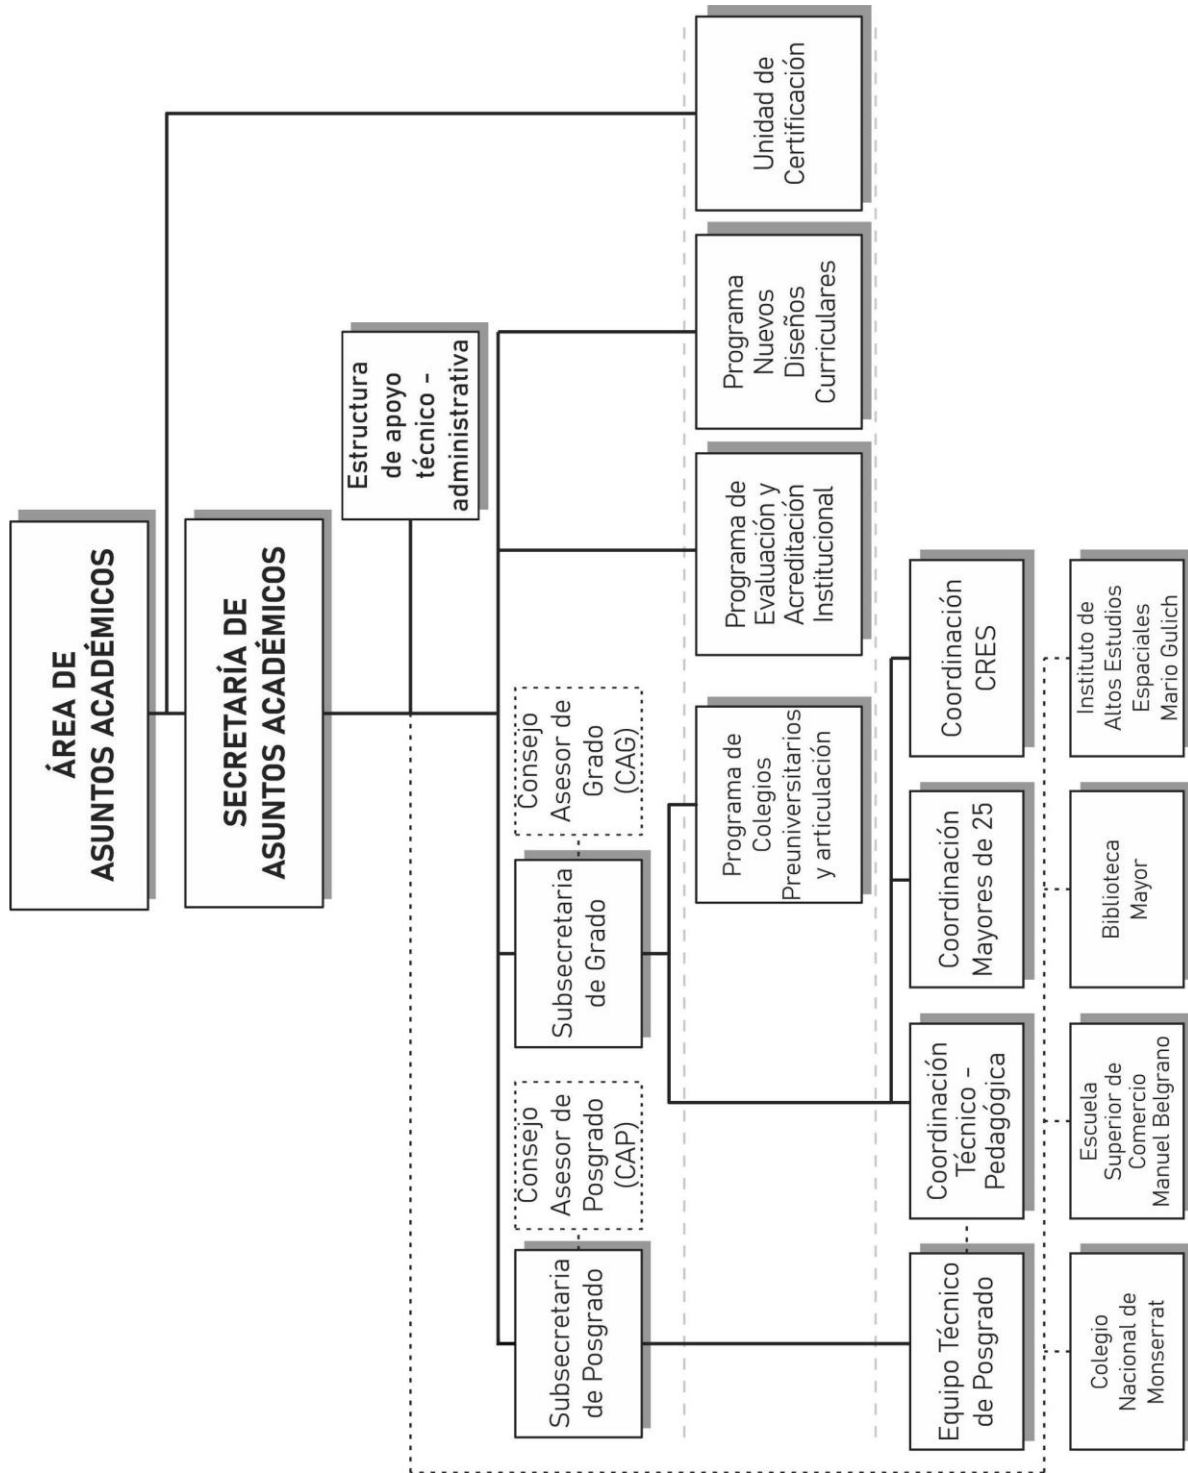 ÁREA DE
ASUNTOS ACADÉMICOS
SECRETARÍA DE
ASUNTOS ACADÉMICOS
Estructura
de apoyo
técnico -
administrativa
Subsecretaria
de Posgrado
Consejo
Asesor de
Posgrado
(CAP)
Subsecretaria
de Grado
Consejo
Asesor de
Grado
(CAG)
Programa de
Colegios
Preuniversitarios
y articulación
Programa de
Evaluación y
Acreditación
Institucional
Programa
Nuevos
Diseños
Curriculares
Unidad de
Certificación
Equipo Técnico
de Posgrado
Coordinación
Técnico -
Pedagógica
Coordinación
Mayores de 25
Coordinación
CRES
Colegio
Nacional de
Monserrat
Escuela
Superior de
Comercio
Manuel Belgrano
Biblioteca
Mayor
Instituto de
Altos Estudios
Espaciales
Mario Gulich